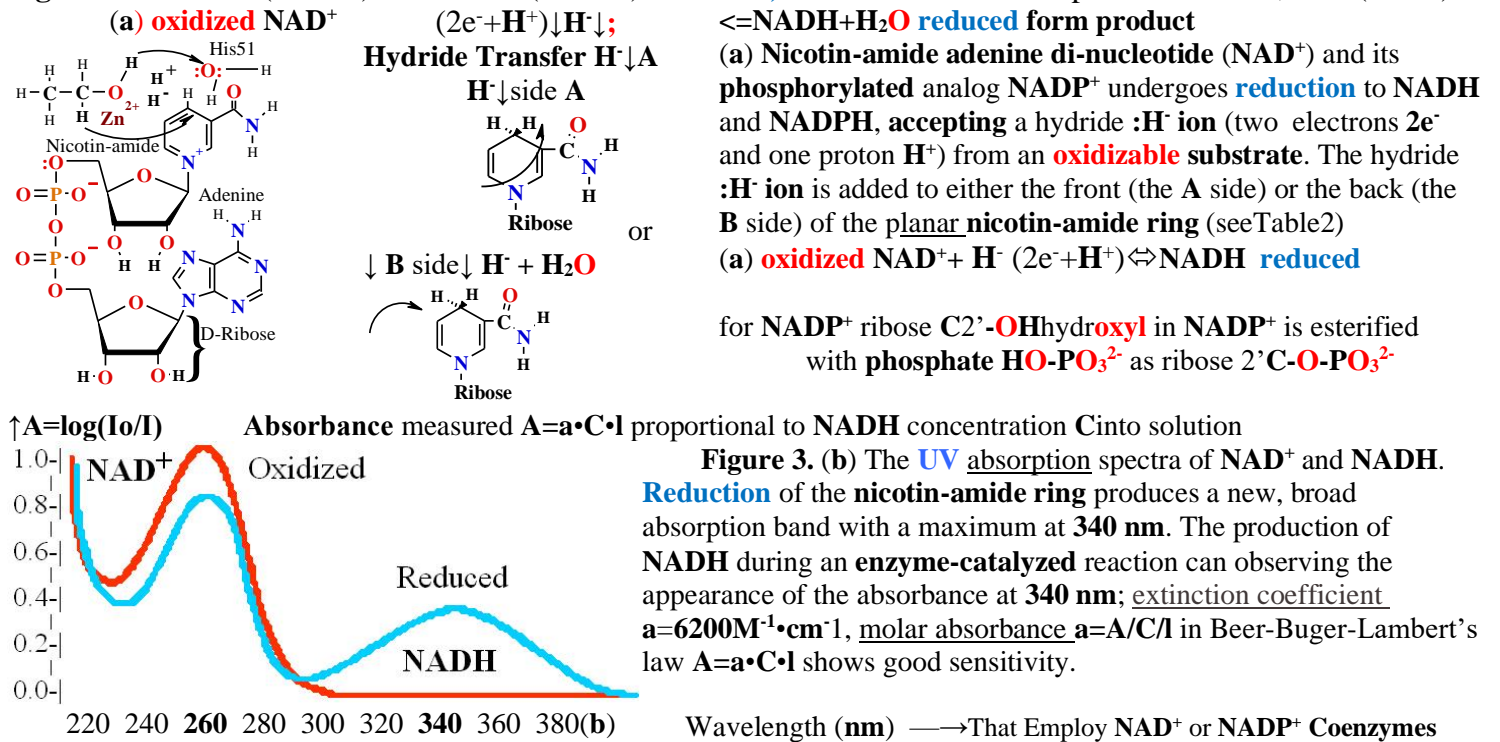 (a) oxidized NAD⁺
(2e⁻+H⁺)↓H⁻↓;
Hydride Transfer H⁻↓A
H⁻↓side A
<=NADH+H₂O reduced form product
(a) Nicotin-amide adenine di-nucleotide (NAD⁺) and its
phosphorylated analog NADP⁺ undergoes reduction to NADH
and NADPH, accepting a hydride :H⁻ ion (two electrons 2e⁻
and one proton H⁺) from an oxidizable substrate. The hydride
:H⁻ ion is added to either the front (the A side) or the back (the
B side) of the planar nicotin-amide ring (seeTable2)
(a) oxidized NAD⁺+ H⁻ (2e⁻+H⁺)⇔NADH reduced
for NADP⁺ ribose C2’-OHhydroxyl in NADP⁺ is esterified
with phosphate HO-PO₃²⁻ as ribose 2’C-O-PO₃²⁻
His51
H H :O: H
H C C O H⁺ H⁻ H O
H H Zn²⁺ C N H
Nicotin-amide H
:O N⁺
O=P-O⁻ O Adenine
O H H
O H O H N
O=P-O⁻ N N
O N N
O D-Ribose
H·O O·H
H H O
C N H
N H
Ribose
or
↓ B side↓ H⁻ + H₂O
H H O
C N H
N H
Ribose
↑A=log(Io/I) Absorbance measured A=a•C•l proportional to NADH concentration Cinto solution
1.0-
0.8-
0.6-
0.4-
0.2-
0.0-
NAD⁺ Oxidized
Reduced
NADH
220 240 260 280 300 320 340 360 380(b)
Figure 3. (b) The UV absorption spectra of NAD⁺ and NADH.
Reduction of the nicotin-amide ring produces a new, broad
absorption band with a maximum at 340 nm. The production of
NADH during an enzyme-catalyzed reaction can observing the
appearance of the absorbance at 340 nm; extinction coefficient
a=6200M⁻¹•cm⁻1, molar absorbance a=A/C/l in Beer-Buger-Lambert’s
law A=a•C•l shows good sensitivity.
Wavelength (nm) —→That Employ NAD⁺ or NADP⁺ Coenzymes